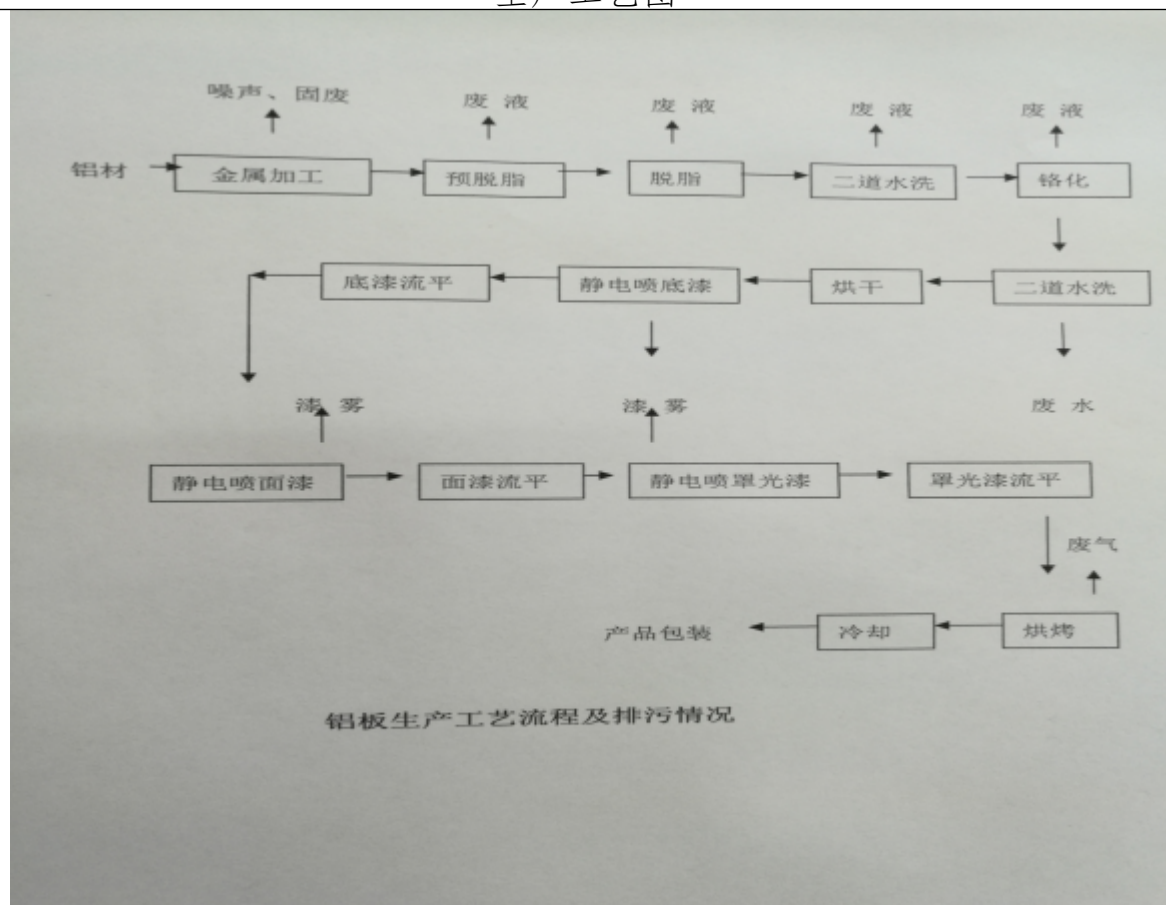 噪声、固废 废液 废液 废液 废液
铝材 金属加工 预脱脂 脱脂 二道水洗 铬化
底漆流平 静电喷底漆 烘干 二道水洗
漆雾 漆雾 废水
静电喷面漆 面漆流平 静电喷罩光漆 罩光漆流平
废气
产品包装 冷却 烘烤
铝板生产工艺流程及排污情况